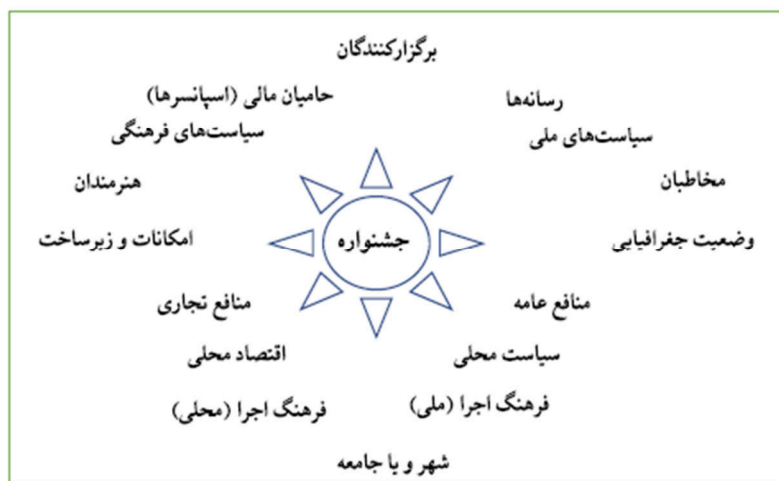 برگزارکنندگان
رسانه‌ها
حامیان مالی (اسپانسرها)
سیاست‌های ملی
سیاست‌های فرهنگی
مخاطبان
هنرمندان
وضعیت جغرافیایی
جشنواره
امکانات و زیرساخت
منافع عامه
منافع تجاری
سیاست محلی
اقتصاد محلی
فرهنگ اجرا (ملی)
فرهنگ اجرا (محلی)
شهر و یا جامعه